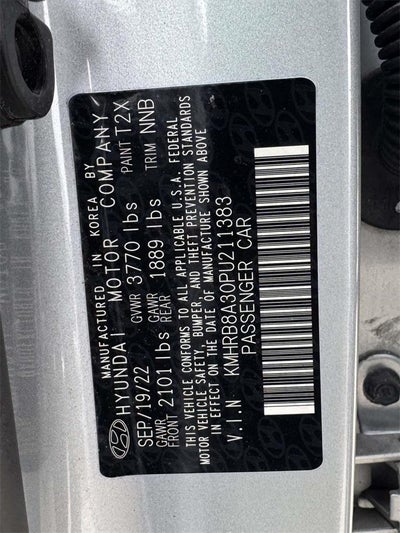 MANUFACTURED IN KOREA BY
HYUNDAI MOTOR COMPANY
SEP/19/22 GVWR 3770 lbs PAINT T2X
GAWR FRONT 2101 lbs GAWR REAR 1889 lbs TRIM NNB
THIS VEHICLE CONFORMS TO ALL APPLICABLE U.S.A. FEDERAL
MOTOR VEHICLE SAFETY, BUMPER, AND THEFT PREVENTION STANDARDS
IN EFFECT ON THE DATE OF MANUFACTURE SHOWN ABOVE
V.I.N KMHRB8A30PU211383
PASSENGER CAR